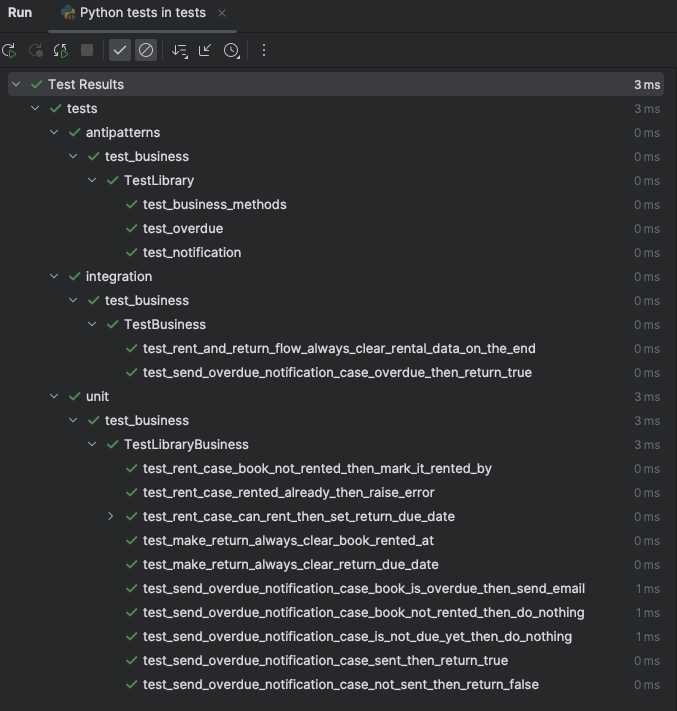 Run Python tests in tests
Test Results 3 ms
tests 3 ms
antipatterns 0 ms
test_business 0 ms
TestLibrary 0 ms
test_business_methods 0 ms
test_overdue 0 ms
test_notification 0 ms
integration 0 ms
test_business 0 ms
TestBusiness 0 ms
test_rent_and_return_flow_always_clear_rental_data_on_the_end 0 ms
test_send_overdue_notification_case_overdue_then_return_true 0 ms
unit 3 ms
test_business 3 ms
TestLibraryBusiness 3 ms
test_rent_case_book_not_rented_then_mark_it_rented_by 0 ms
test_rent_case_rented_already_then_raise_error 0 ms
test_rent_case_can_rent_then_set_return_due_date 0 ms
test_make_return_always_clear_book_rented_at 0 ms
test_make_return_always_clear_return_due_date 0 ms
test_send_overdue_notification_case_book_is_overdue_then_send_email 1 ms
test_send_overdue_notification_case_book_not_rented_then_do_nothing 1 ms
test_send_overdue_notification_case_is_not_due_yet_then_do_nothing 1 ms
test_send_overdue_notification_case_sent_then_return_true 0 ms
test_send_overdue_notification_case_not_sent_then_return_false 0 ms